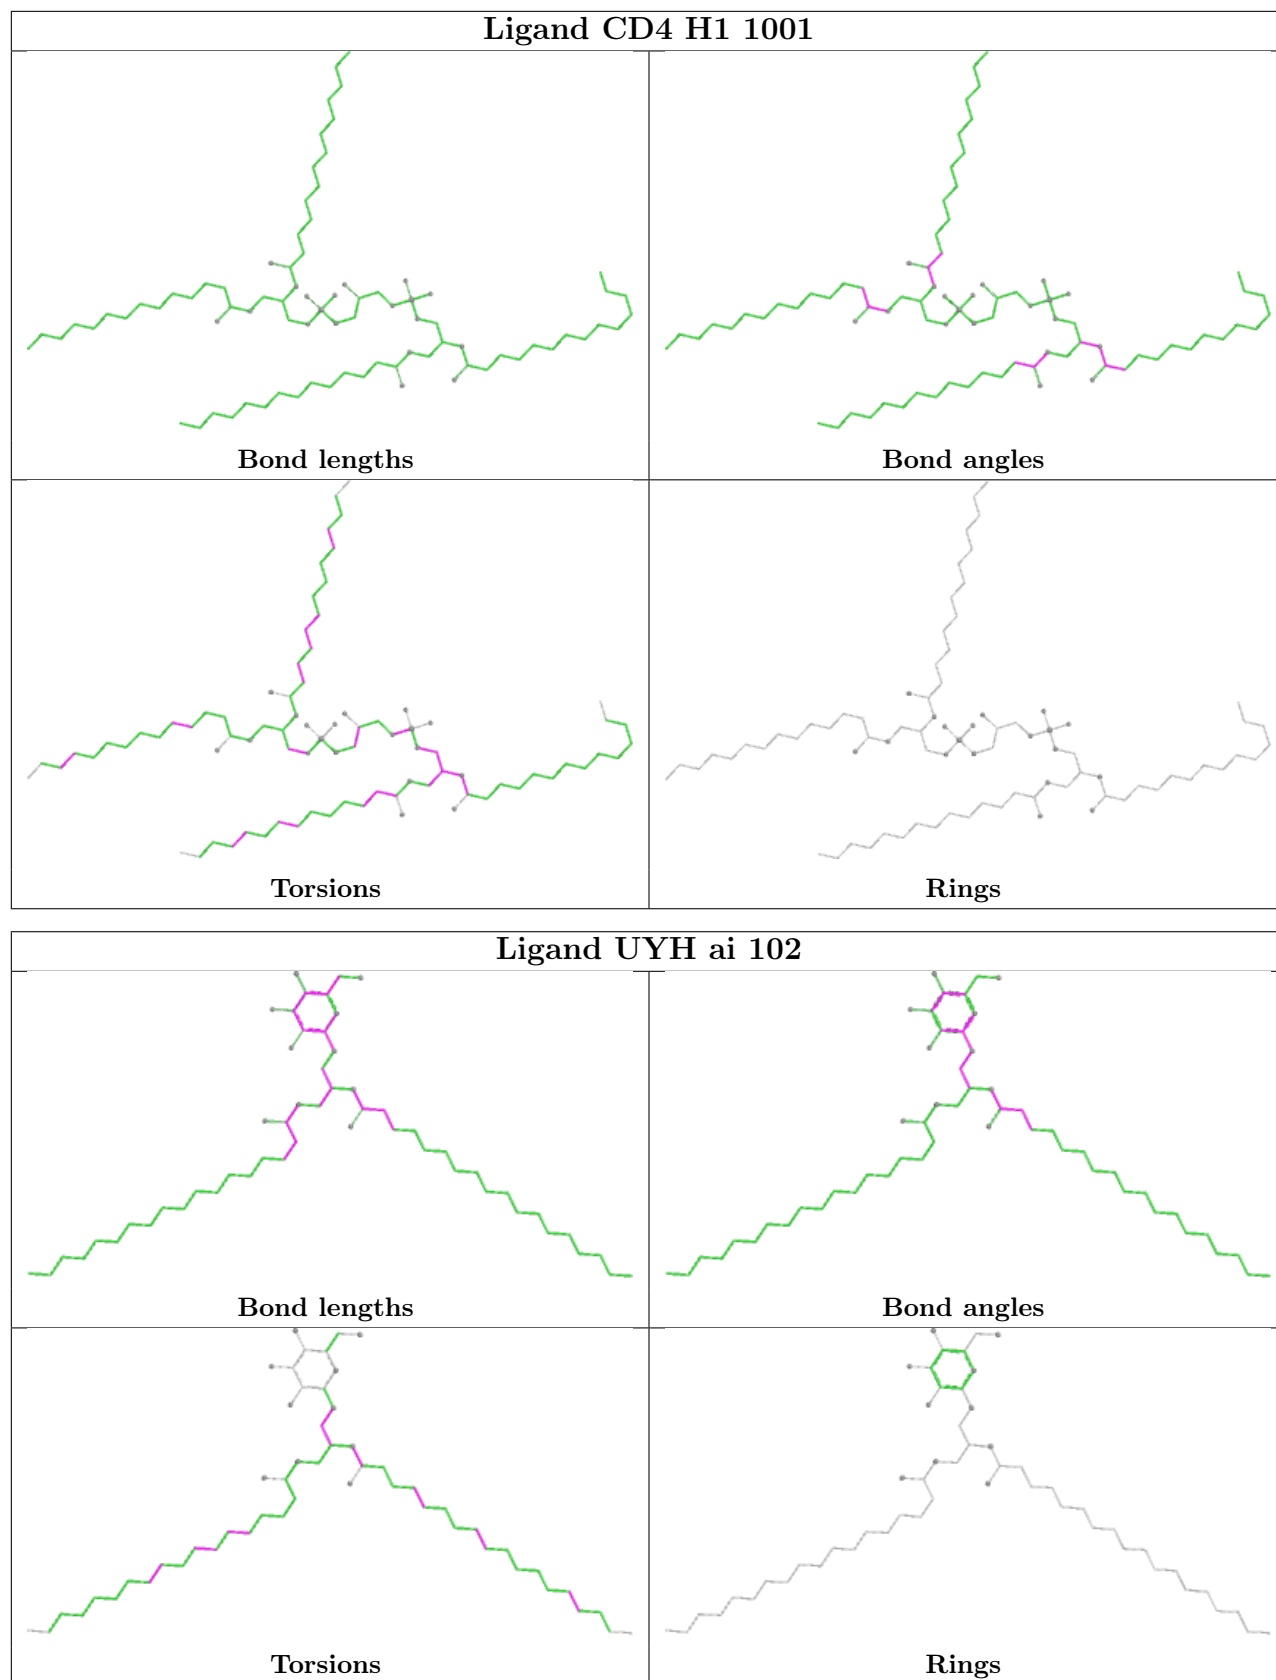 Ligand CD4 H1 1001
Bond lengths
Bond angles
Torsions
Rings
Ligand UYH ai 102
Bond lengths
Bond angles
Torsions
Rings